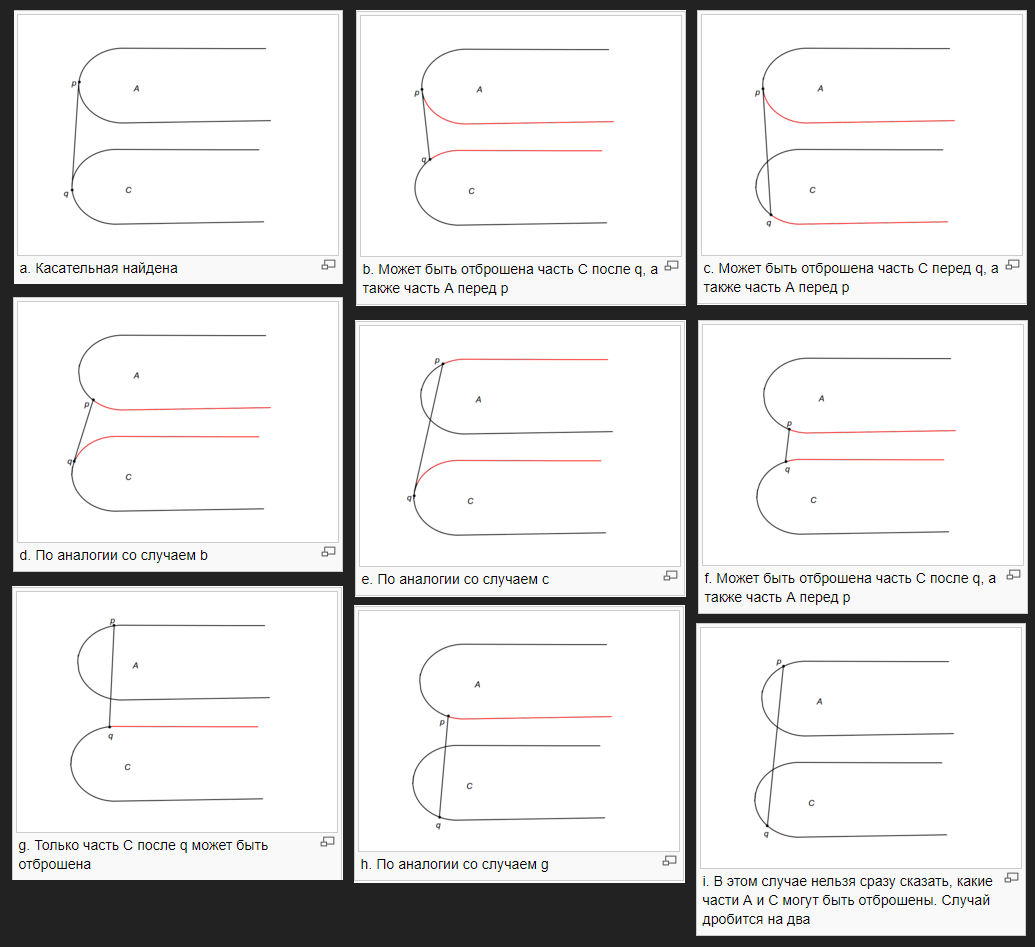 p
A
q
C
a. Касательная найдена
p
A
q
C
b. Может быть отброшена часть C после q, а
также часть A перед p
p
A
C
q
c. Может быть отброшена часть C перед q, а
также часть A перед p
A
p
q
C
d. По аналогии со случаем b
p
A
q
C
e. По аналогии со случаем c
A
p
q
C
f. Может быть отброшена часть C после q, а
также часть A перед p
p
A
q
C
g. Только часть C после q может быть
отброшена
A
p
C
q
h. По аналогии со случаем g
p
A
C
q
i. В этом случае нельзя сразу сказать, какие
части A и C могут быть отброшены. Случай
дробится на два